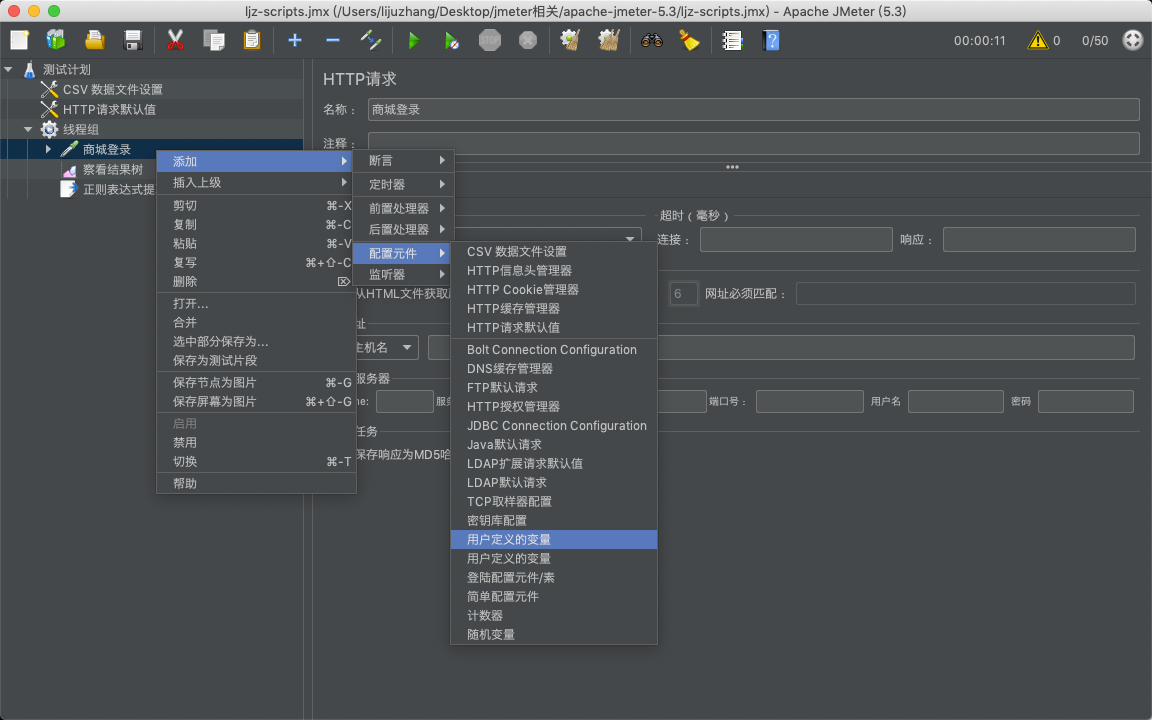 ljz-scripts.jmx (/Users/lijuzhang/Desktop/jmeter相关/apache-jmeter-5.3/ljz-scripts.jmx) - Apache JMeter (5.3)
00:00:11 0 0/50
测试计划
CSV 数据文件设置
HTTP请求默认值
线程组
商城登录
察看结果树
正则表达式提
HTTP请求
名称：
商城登录
注释：
添加
插入上级
剪切 ⌘-X
复制 ⌘-C
粘贴 ⌘-V
复写 ⌘+⇧-C
删除 ⌦
打开...
合并
选中部分保存为...
保存为测试片段
保存节点为图片 ⌘-G
保存屏幕为图片 ⌘+⇧-G
启用
禁用
切换 ⌘-T
帮助
断言
定时器
前置处理器
后置处理器
配置元件
监听器
CSV 数据文件设置
HTTP信息头管理器
HTTP Cookie管理器
HTTP缓存管理器
HTTP请求默认值
Bolt Connection Configuration
DNS缓存管理器
FTP默认请求
HTTP授权管理器
JDBC Connection Configuration
Java默认请求
LDAP扩展请求默认值
LDAP默认请求
TCP取样器配置
密钥库配置
用户定义的变量
用户定义的变量
登陆配置元件/素
简单配置元件
计数器
随机变量
超时（毫秒）
连接：
响应：
从HTML文件获取
6 网址必须匹配：
址
主机名
服务器
me:
服务
端口号：
用户名
密码
任务
保存响应为MD5哈